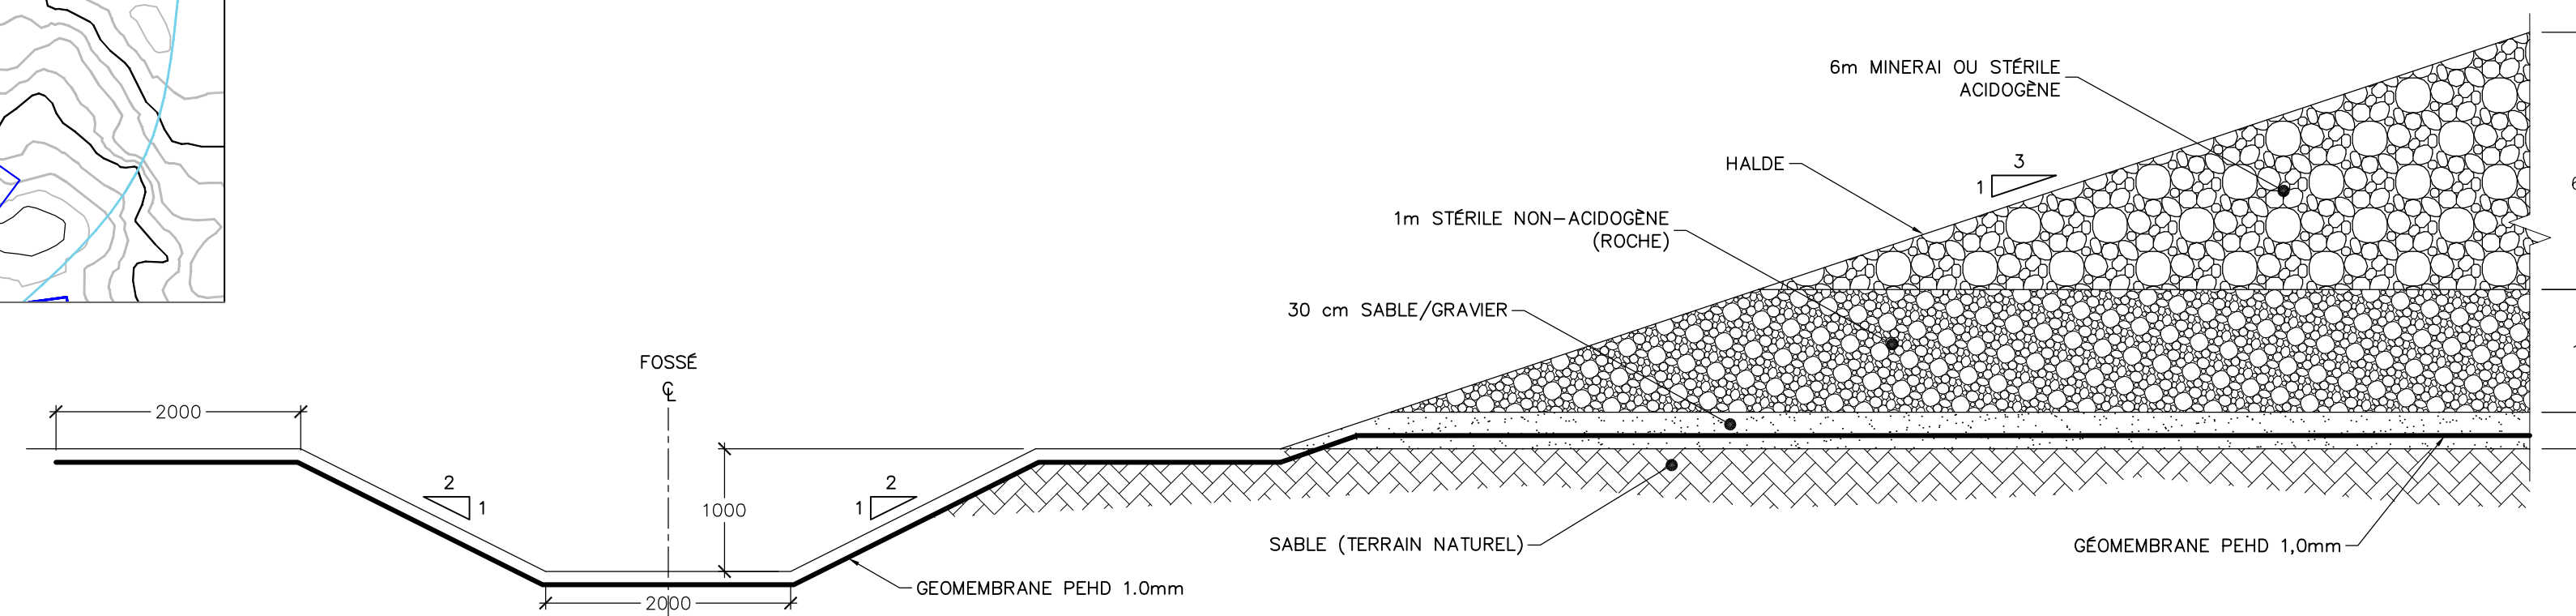 6m MINERAI OU STÉRILE
ACIDOGÈNE
3
1
HALDE
1m STÉRILE NON-ACIDOGÈNE
(ROCHE)
30 cm SABLE/GRAVIER
FOSSÉ
℄
2000
2
1
1000
2
1
SABLE (TERRAIN NATUREL)
GÉOMEMBRANE PEHD 1,0mm
GEOMEMBRANE PEHD 1.0mm
2000